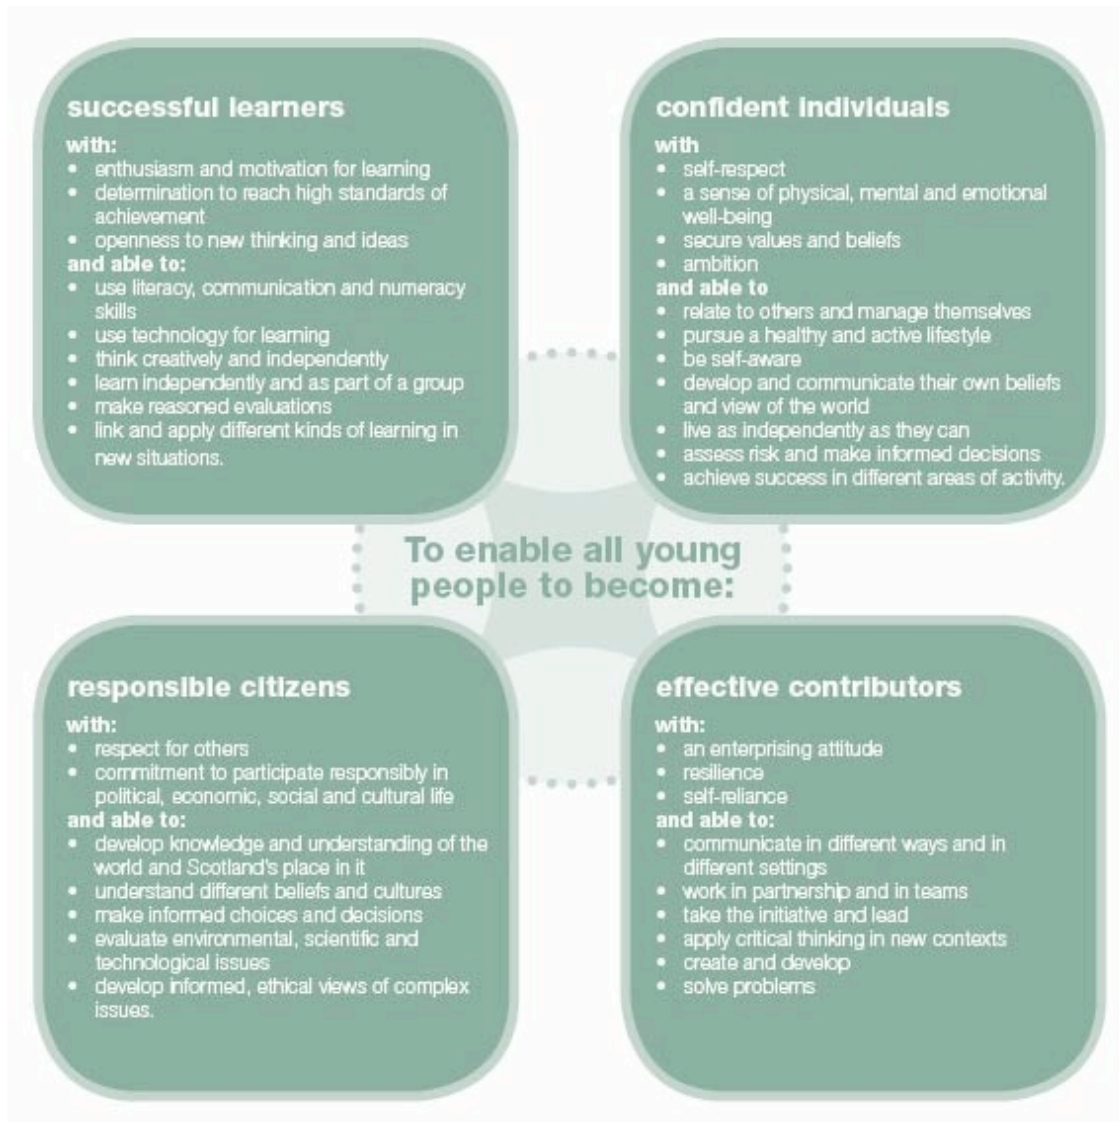 successful learners
with:
• enthusiasm and motivation for learning
• determination to reach high standards of
achievement
• openness to new thinking and ideas
and able to:
• use literacy, communication and numeracy
skills
• use technology for learning
• think creatively and independently
• learn independently and as part of a group
• make reasoned evaluations
• link and apply different kinds of learning in
new situations.
confident individuals
with
• self-respect
• a sense of physical, mental and emotional
well-being
• secure values and beliefs
• ambition
and able to
• relate to others and manage themselves
• pursue a healthy and active lifestyle
• be self-aware
• develop and communicate their own beliefs
and view of the world
• live as independently as they can
• assess risk and make informed decisions
• achieve success in different areas of activity.
To enable all young
people to become:
responsible citizens
with:
• respect for others
• commitment to participate responsibly in
political, economic, social and cultural life
and able to:
• develop knowledge and understanding of the
world and Scotland's place in it
• understand different beliefs and cultures
• make informed choices and decisions
• evaluate environmental, scientific and
technological issues
• develop informed, ethical views of complex
issues.
effective contributors
with:
• an enterprising attitude
• resilience
• self-reliance
and able to:
• communicate in different ways and in
different settings
• work in partnership and in teams
• take the initiative and lead
• apply critical thinking in new contexts
• create and develop
• solve problems